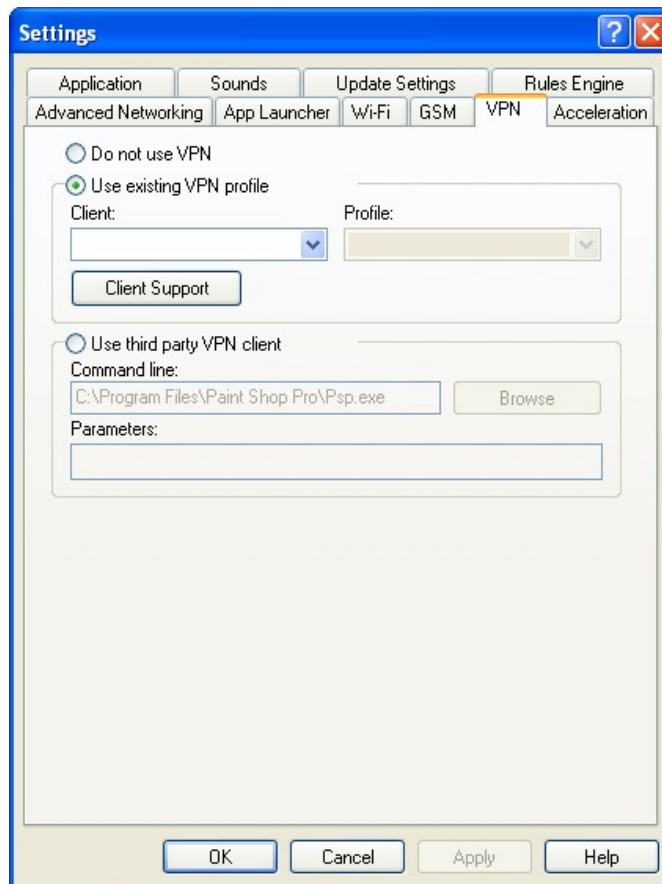 Settings
Application Sounds Update Settings Rules Engine
Advanced Networking App Launcher Wi-Fi GSM VPN Acceleration
Do not use VPN
Use existing VPN profile
Client: Profile:
Client Support
Use third party VPN client
Command line:
C:\Program Files\Paint Shop Pro\Psp.exe Browse
Parameters:
OK Cancel Apply Help